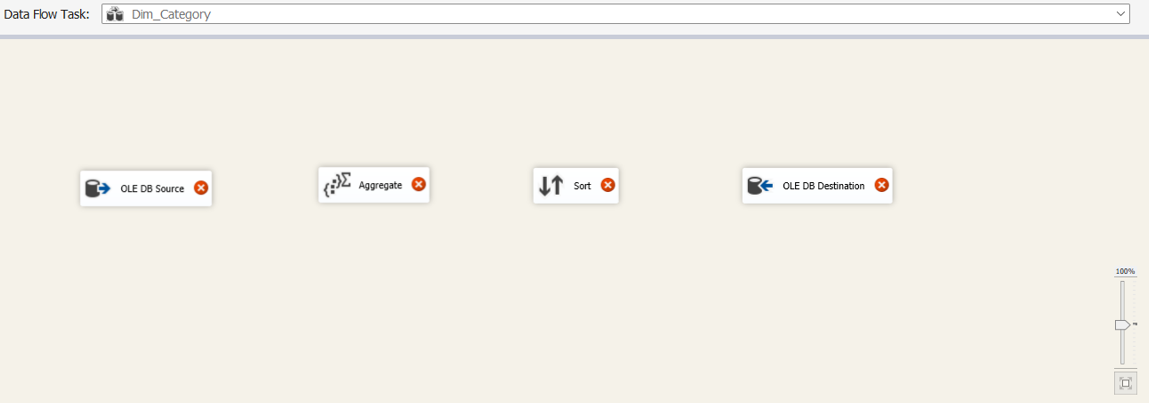 Data Flow Task: Dim_Category
OLE DB Source
Aggregate
Sort
OLE DB Destination
100%